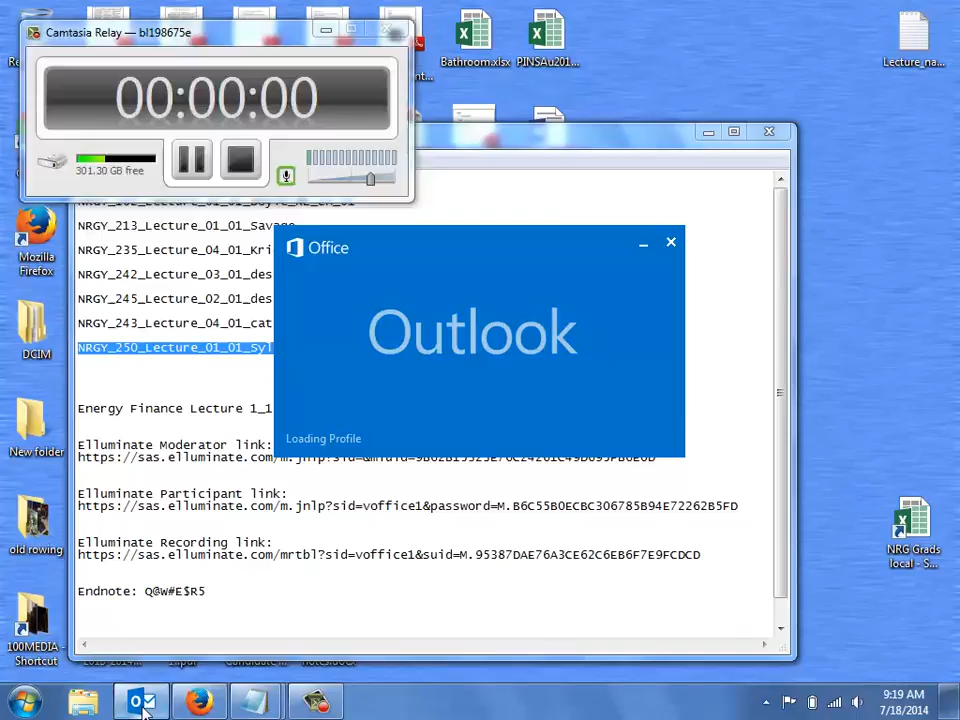 Camtasia Relay — bl198675e
00:00:00
301.30 GB free
Bathroom.xlsx
PINSAu201...
Lecture_na...
NRGY_213_Lecture_01_01_Savage
NRGY_235_Lecture_04_01_Kri
NRGY_242_Lecture_03_01_des
NRGY_245_Lecture_02_01_des
NRGY_243_Lecture_04_01_cat
NRGY_250_Lecture_01_01_Syl
Office
Outlook
Loading Profile
Energy Finance Lecture 1_1
Elluminate Moderator link:
Elluminate Participant link:
https://sas.elluminate.com/m.jnlp?sid=voffice1&password=M.B6C55B0ECBC306785B94E72262B5FD
Elluminate Recording link:
https://sas.elluminate.com/mrtbl?sid=voffice1&suid=M.95387DAE76A3CE62C6EB6F7E9FCDCD
Endnote: Q@W#E$R5
Mozilla
Firefox
DCIM
New folder
old rowing
100MEDIA -
Shortcut
NRG Grads
local - S...
9:19 AM
7/18/2014